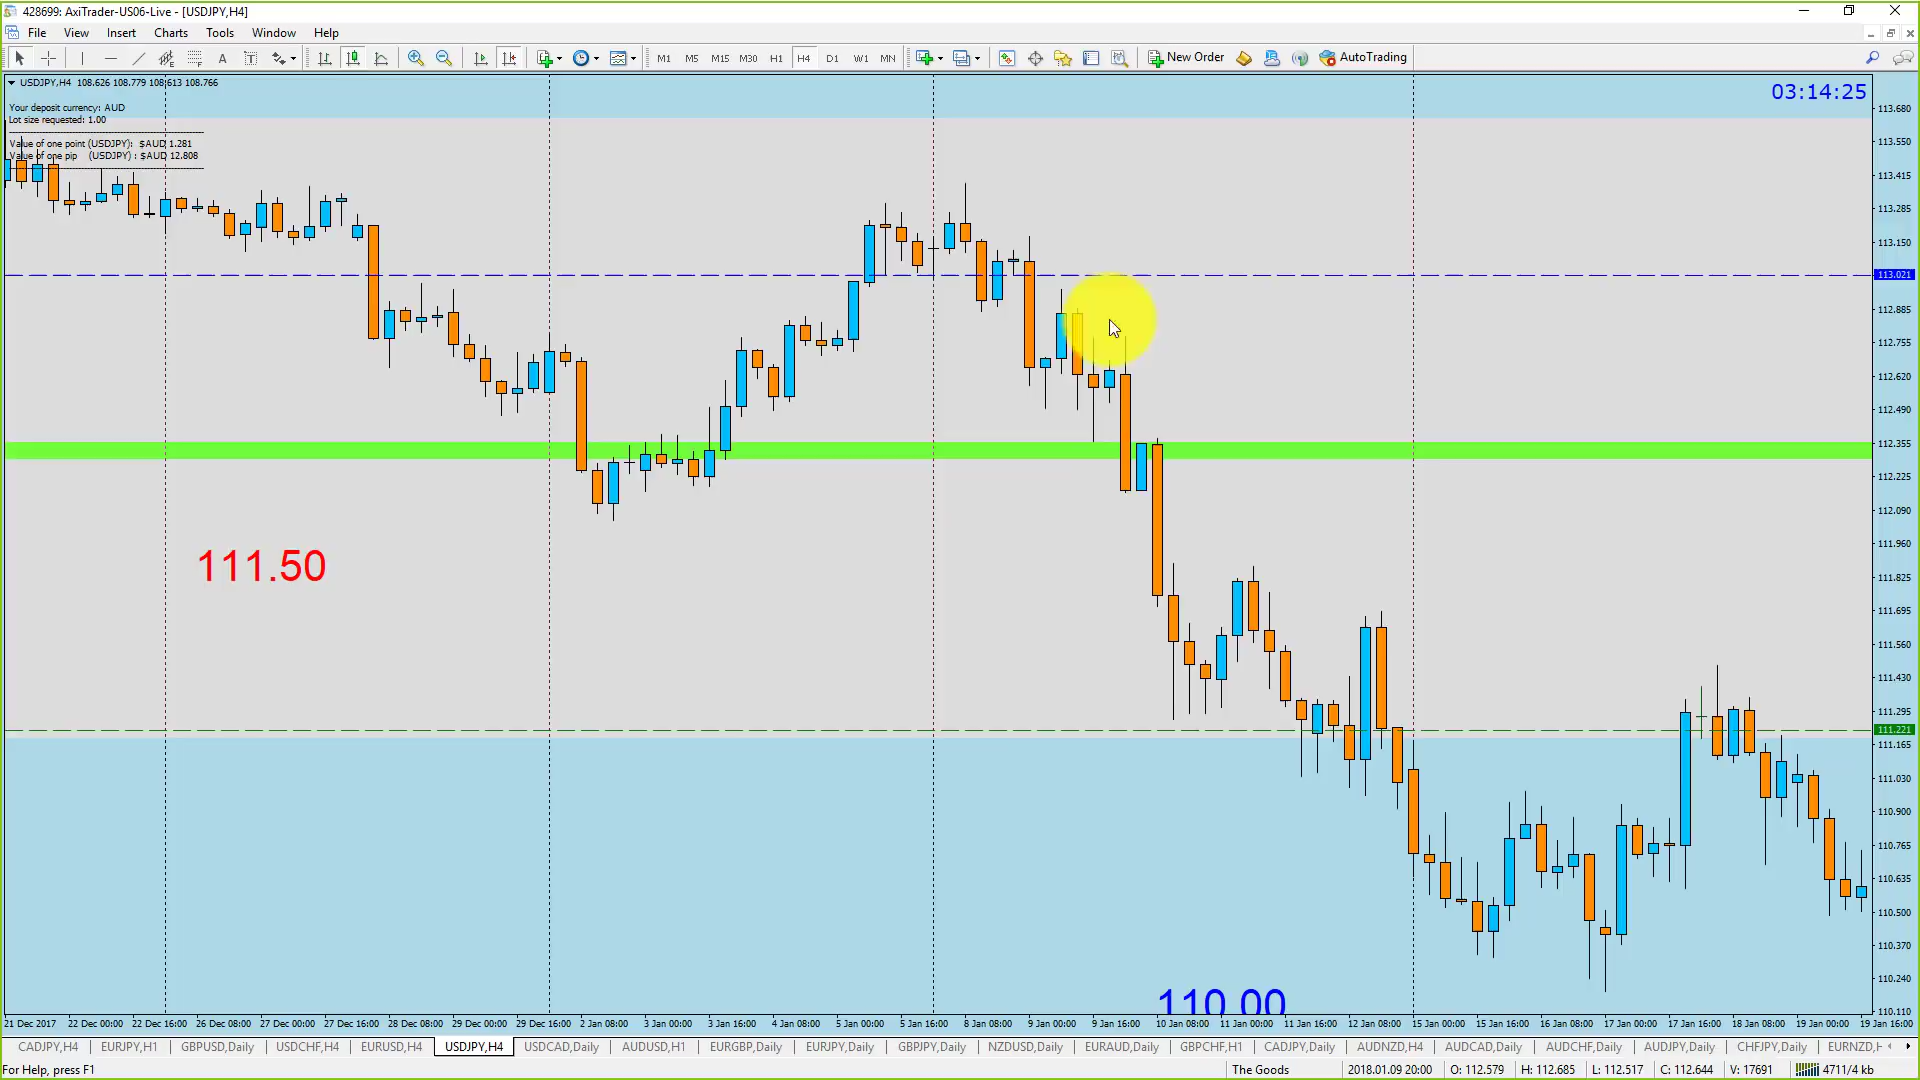 428699: AxiTrader-US06-Live - [USDJPY,H4]
File View Insert Charts Tools Window Help
A T M1 M5 M15 M30 H1 H4 D1 W1 MN New Order AutoTrading
USDJPY,H4 108.626 108.779 108.613 108.766
03:14:25
Your deposit currency: AUD
Lot size requested: 1.00
Value of one point (USDJPY): $AUD 1.281
Value of one pip (USDJPY) : $AUD 12.808
113.680
113.550
113.415
113.285
113.150
113.021
112.885
112.755
112.620
112.490
112.355
112.225
112.090
111.960
111.825
111.695
111.560
111.430
111.295
111.221
111.165
111.030
110.900
110.765
110.635
110.500
110.370
110.240
110.110
111.50
110.00
21 Dec 2017 22 Dec 00:00 22 Dec 16:00 26 Dec 08:00 27 Dec 00:00 27 Dec 16:00 28 Dec 08:00 29 Dec 00:00 29 Dec 16:00 2 Jan 08:00 3 Jan 00:00 3 Jan 16:00 4 Jan 08:00 5 Jan 00:00 5 Jan 16:00 8 Jan 08:00 9 Jan 00:00 9 Jan 16:00 10 Jan 08:00 11 Jan 00:00 11 Jan 16:00 12 Jan 08:00 15 Jan 00:00 15 Jan 16:00 16 Jan 08:00 17 Jan 00:00 17 Jan 16:00 18 Jan 08:00 19 Jan 00:00 19 Jan 16:00
CADJPY,H4 EURJPY,H1 GBPUSD,Daily USDCHF,H4 EURUSD,H4 USDJPY,H4 USDCAD,Daily AUDUSD,H1 EURGBP,Daily EURJPY,Daily GBPJPY,Daily NZDUSD,Daily EURAUD,Daily GBPCHF,H1 CADJPY,Daily AUDNZD,H4 AUDCAD,Daily AUDCHF,Daily AUDJPY,Daily CHFJPY,Daily EURNZD,H
For Help, press F1 The Goods 2018.01.09 20:00 O: 112.579 H: 112.685 L: 112.517 C: 112.644 V: 17691 4711/4 kb